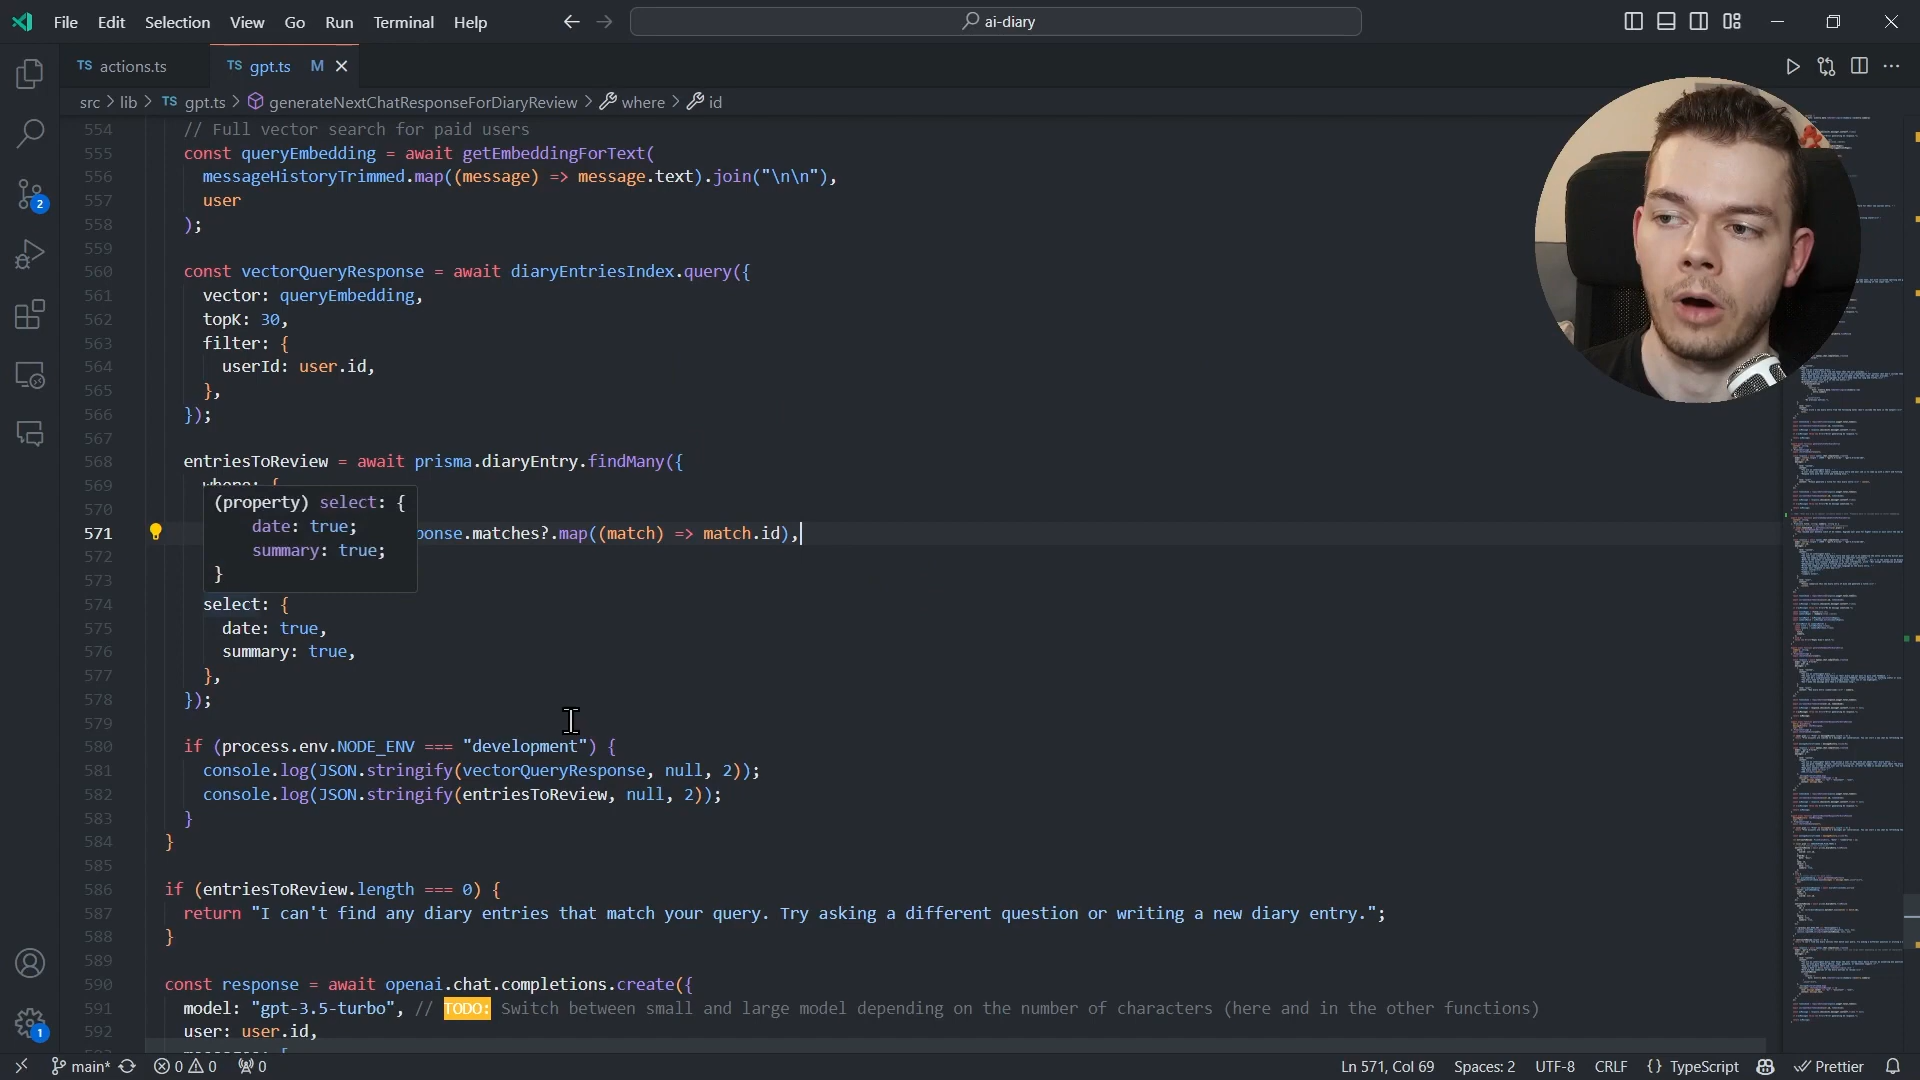 File Edit Selection View Go Run Terminal Help
ai-diary
TS actions.ts
TS gpt.ts M
src > lib > TS gpt.ts > generateNextChatResponseForDiaryReview > where > id
554 // Full vector search for paid users
555 const queryEmbedding = await getEmbeddingForText(
556 messageHistoryTrimmed.map((message) => message.text).join("\n\n"),
557 user
558 );
559
560 const vectorQueryResponse = await diaryEntriesIndex.query({
561 vector: queryEmbedding,
562 topK: 30,
563 filter: {
564 userId: user.id,
565 },
566 });
567
568 entriesToReview = await prisma.diaryEntry.findMany({
569 where: {
(property) select: {
570
date: true;
571 ponse.matches?.map((match) => match.id),
summary: true;
572
573 }
574 select: {
575 date: true,
576 summary: true,
577 },
578 });
579
580 if (process.env.NODE_ENV === "development") {
581 console.log(JSON.stringify(vectorQueryResponse, null, 2));
582 console.log(JSON.stringify(entriesToReview, null, 2));
583 }
584 }
585
586 if (entriesToReview.length === 0) {
587 return "I can't find any diary entries that match your query. Try asking a different question or writing a new diary entry.";
588 }
589
590 const response = await openai.chat.completions.create({
591 model: "gpt-3.5-turbo", // TODO: Switch between small and large model depending on the number of characters (here and in the other functions)
592 user: user.id,
2
1
main* 0 0 0
Ln 571, Col 69 Spaces: 2 UTF-8 CRLF {} TypeScript Prettier